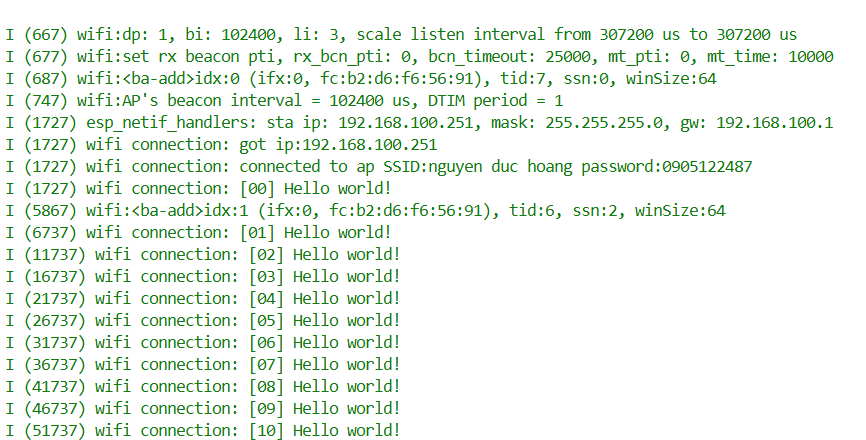 I (667) wifi:dp: 1, bi: 102400, li: 3, scale listen interval from 307200 us to 307200 us
I (677) wifi:set rx beacon pti, rx_bcn_pti: 0, bcn_timeout: 25000, mt_pti: 0, mt_time: 10000
I (687) wifi:<ba-add>idx:0 (ifx:0, fc:b2:d6:f6:56:91), tid:7, ssn:0, winSize:64
I (747) wifi:AP's beacon interval = 102400 us, DTIM period = 1
I (1727) esp_netif_handlers: sta ip: 192.168.100.251, mask: 255.255.255.0, gw: 192.168.100.1
I (1727) wifi connection: got ip:192.168.100.251
I (1727) wifi connection: connected to ap SSID:nguyen duc hoang password:0905122487
I (1727) wifi connection: [00] Hello world!
I (5867) wifi:<ba-add>idx:1 (ifx:0, fc:b2:d6:f6:56:91), tid:6, ssn:2, winSize:64
I (6737) wifi connection: [01] Hello world!
I (11737) wifi connection: [02] Hello world!
I (16737) wifi connection: [03] Hello world!
I (21737) wifi connection: [04] Hello world!
I (26737) wifi connection: [05] Hello world!
I (31737) wifi connection: [06] Hello world!
I (36737) wifi connection: [07] Hello world!
I (41737) wifi connection: [08] Hello world!
I (46737) wifi connection: [09] Hello world!
I (51737) wifi connection: [10] Hello world!